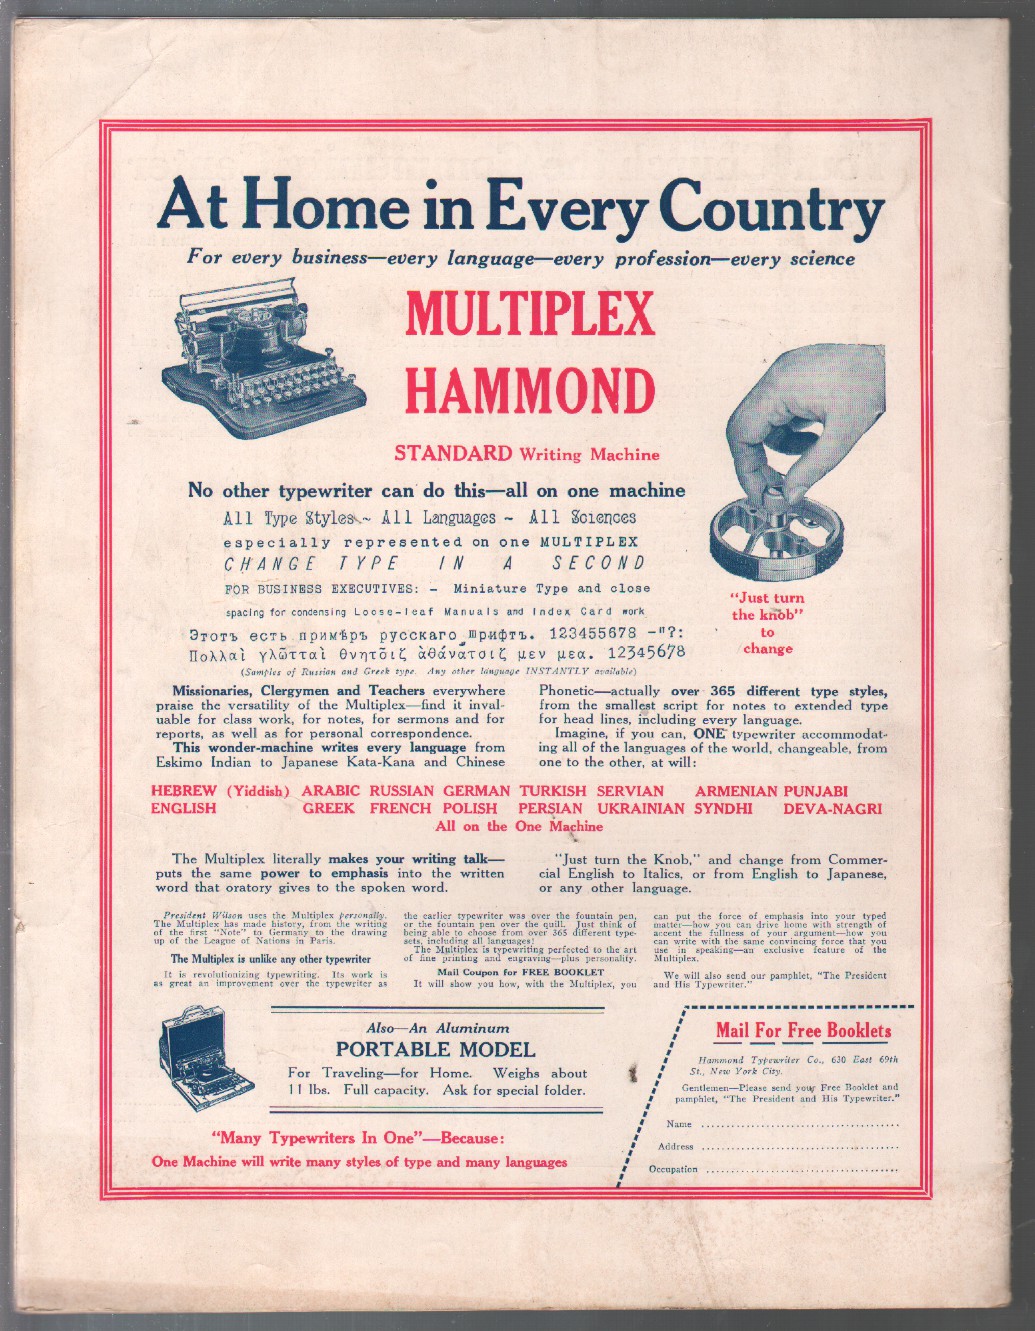 At Home in Every Country
For every business—every language—every profession—every science
MULTIPLEX
HAMMOND
STANDARD Writing Machine
No other typewriter can do this—all on one machine
All Type Styles ~ All Languages ~ All Sciences
especially represented on one MULTIPLEX
CHANGE TYPE IN A SECOND
FOR BUSINESS EXECUTIVES: - Miniature Type and close
spacing for condensing Loose-leaf Manuals and Index Card work
Этотъ есть примѣръ русскаго шрифтъ. 123455678 –"?:
Πολλαὶ γλῶτται θνητοῖς ἀθάνατοις μεν μεα. 12345678
(Samples of Russian and Greek type. Any other language INSTANTLY available)
"Just turn
the knob"
to
change
Missionaries, Clergymen and Teachers everywhere
praise the versatility of the Multiplex—find it inval-
uable for class work, for notes, for sermons and for
reports, as well as for personal correspondence.
This wonder-machine writes every language from
Eskimo Indian to Japanese Kata-Kana and Chinese
Phonetic—actually over 365 different type styles,
from the smallest script for notes to extended type
for head lines, including every language.
Imagine, if you can, ONE typewriter accommodat-
ing all of the languages of the world, changeable, from
one to the other, at will:
HEBREW (Yiddish) ARABIC RUSSIAN GERMAN TURKISH SERVIAN ARMENIAN PUNJABI
ENGLISH GREEK FRENCH POLISH PERSIAN UKRAINIAN SYNDHI DEVA-NAGRI
All on the One Machine
The Multiplex literally makes your writing talk—
puts the same power to emphasis into the written
word that oratory gives to the spoken word.
"Just turn the Knob," and change from Commer-
cial English to Italics, or from English to Japanese,
or any other language.
President Wilson uses the Multiplex personally.
The Multiplex has made history, from the writing
of the first "Note" to Germany to the drawing
up of the League of Nations in Paris.
The Multiplex is unlike any other typewriter
It is revolutionizing typewriting. Its work is
as great an improvement over the typewriter as
the earlier typewriter was over the fountain pen,
or the fountain pen over the quill. Just think of
being able to choose from over 365 different type-
sets, including all languages!
The Multiplex is typewriting perfected to the art
of fine printing and engraving—plus personality.
Mail Coupon for FREE BOOKLET
It will show you how, with the Multiplex, you
can put the force of emphasis into your typed
matter—how you can drive home with strength of
accent the fullness of your argument—how you
can write with the same convincing force that you
use in speaking—an exclusive feature of the
Multiplex.
We will also send our pamphlet, "The President
and His Typewriter."
Also—An Aluminum
PORTABLE MODEL
For Traveling—for Home. Weighs about
11 lbs. Full capacity. Ask for special folder.
"Many Typewriters In One"—Because:
One Machine will write many styles of type and many languages
Mail For Free Booklets
Hammond Typewriter Co., 630 East 69th
St., New York City.
Gentlemen—Please send your Free Booklet and
pamphlet, "The President and His Typewriter."
Name
Address
Occupation